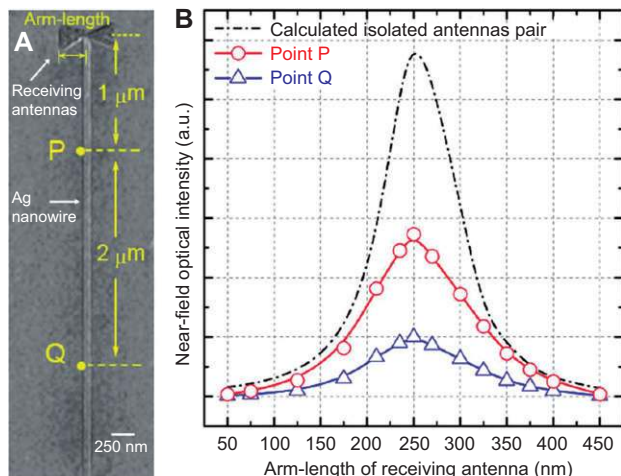 A
Arm-length
Receiving
antennas
1 μm
P
Ag
nanowire
2 μm
Q
250 nm
B
Near-field optical intensity (a.u.)
Calculated isolated antennas pair
Point P
Point Q
50 100 150 200 250 300 350 400 450
Arm-length of receiving antenna (nm)